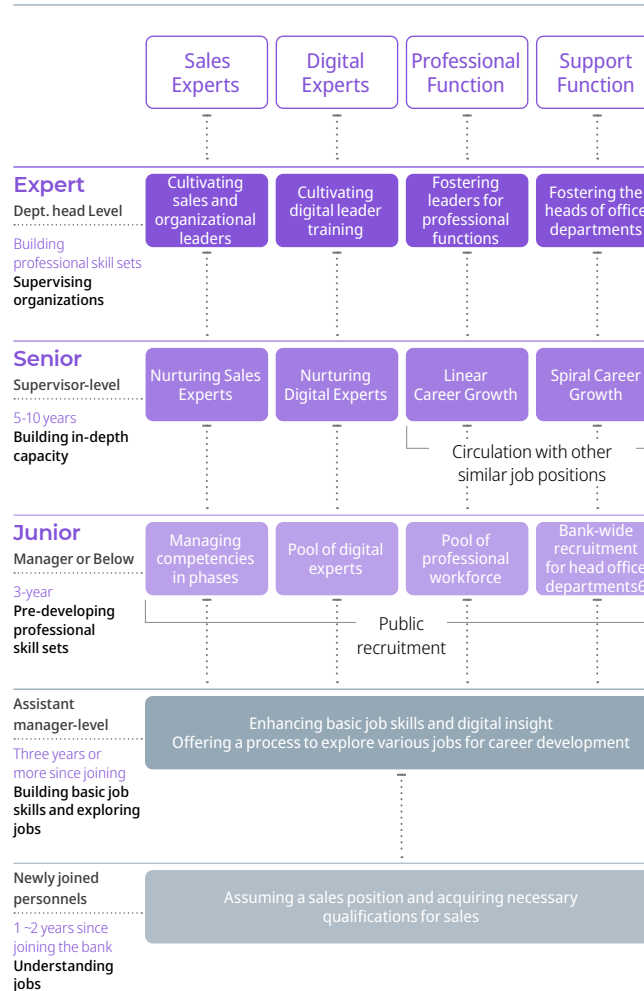 Sales
Experts
Digital
Experts
Professional
Function
Support
Function
Expert
Dept. head Level
Building
professional skill sets
Supervising
organizations
Cultivating
sales and
organizational
leaders
Cultivating
digital leader
training
Fostering
leaders for
professional
functions
Fostering the
heads of office
departments
Senior
Supervisor-level
5-10 years
Building in-depth
capacity
Nurturing Sales
Experts
Nurturing
Digital Experts
Linear
Career Growth
Spiral Career
Growth
Circulation with other
similar job positions
Junior
Manager or Below
3-year
Pre-developing
professional
skill sets
Managing
competencies
in phases
Pool of digital
experts
Pool of
professional
workforce
Bank-wide
recruitment
for head office
departments6
Public
recruitment
Assistant
manager-level
Three years or
more since joining
Building basic job
skills and exploring
jobs
Enhancing basic job skills and digital insight
Offering a process to explore various jobs for career development
Newly joined
personnels
1 ~2 years since
joining the bank
Understanding
jobs
Assuming a sales position and acquiring necessary
qualifications for sales